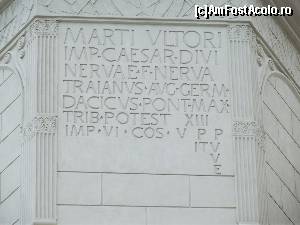 www.AmFostAcolo.ro
MARTI VLTORI
IMP·CAESAR·DIVI
NERVAE·F·NERVA
TRAIANVS·AVG·GERM
DACICVS·PONT·MAX
TRIB·POTEST XIII
IMP·VI·COS·V P P